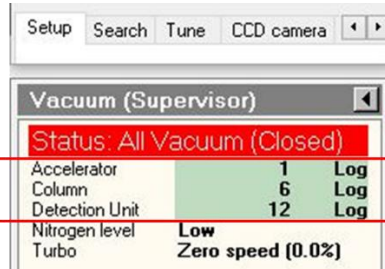 Setup Search Tune CCD camera
Vacuum (Supervisor)
Status: All Vacuum (Closed)
Accelerator 1 Log
Column 6 Log
Detection Unit 12 Log
Nitrogen level Low
Turbo Zero speed (0.0%)